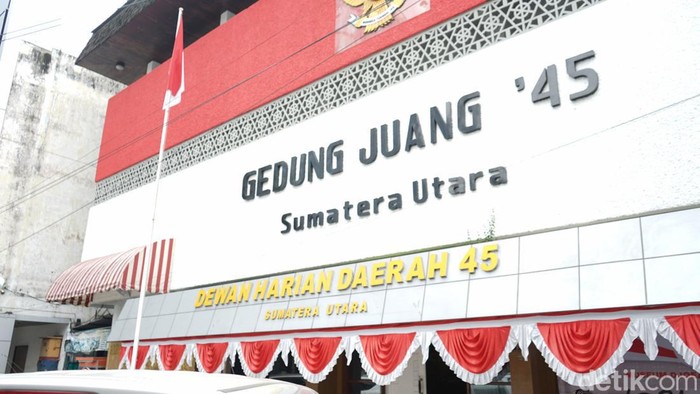 GEDUNG JUANG '45
Sumatera Utara
DEWAN HARIAN DAERAH 45
SUMATERA UTARA
detikcom